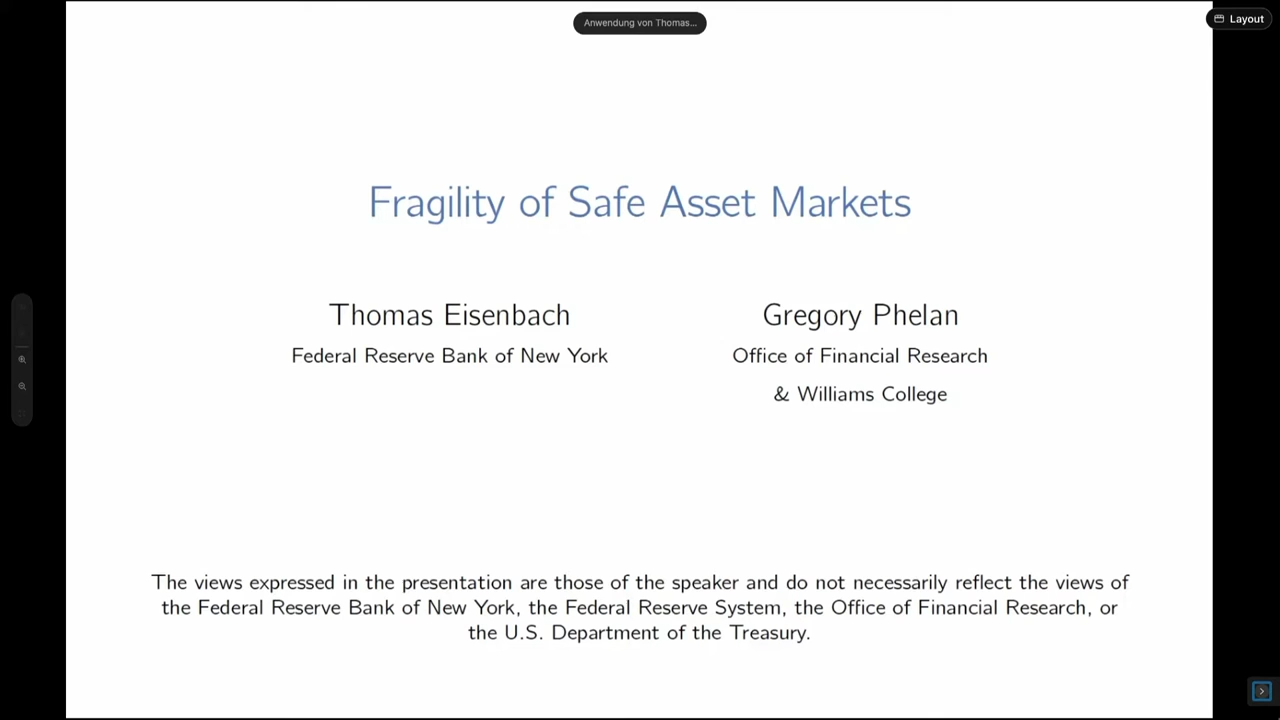 Anwendung von Thomas...
Layout
Fragility of Safe Asset Markets
Thomas Eisenbach
Gregory Phelan
Federal Reserve Bank of New York
Office of Financial Research
& Williams College
The views expressed in the presentation are those of the speaker and do not necessarily reflect the views of
the Federal Reserve Bank of New York, the Federal Reserve System, the Office of Financial Research, or
the U.S. Department of the Treasury.